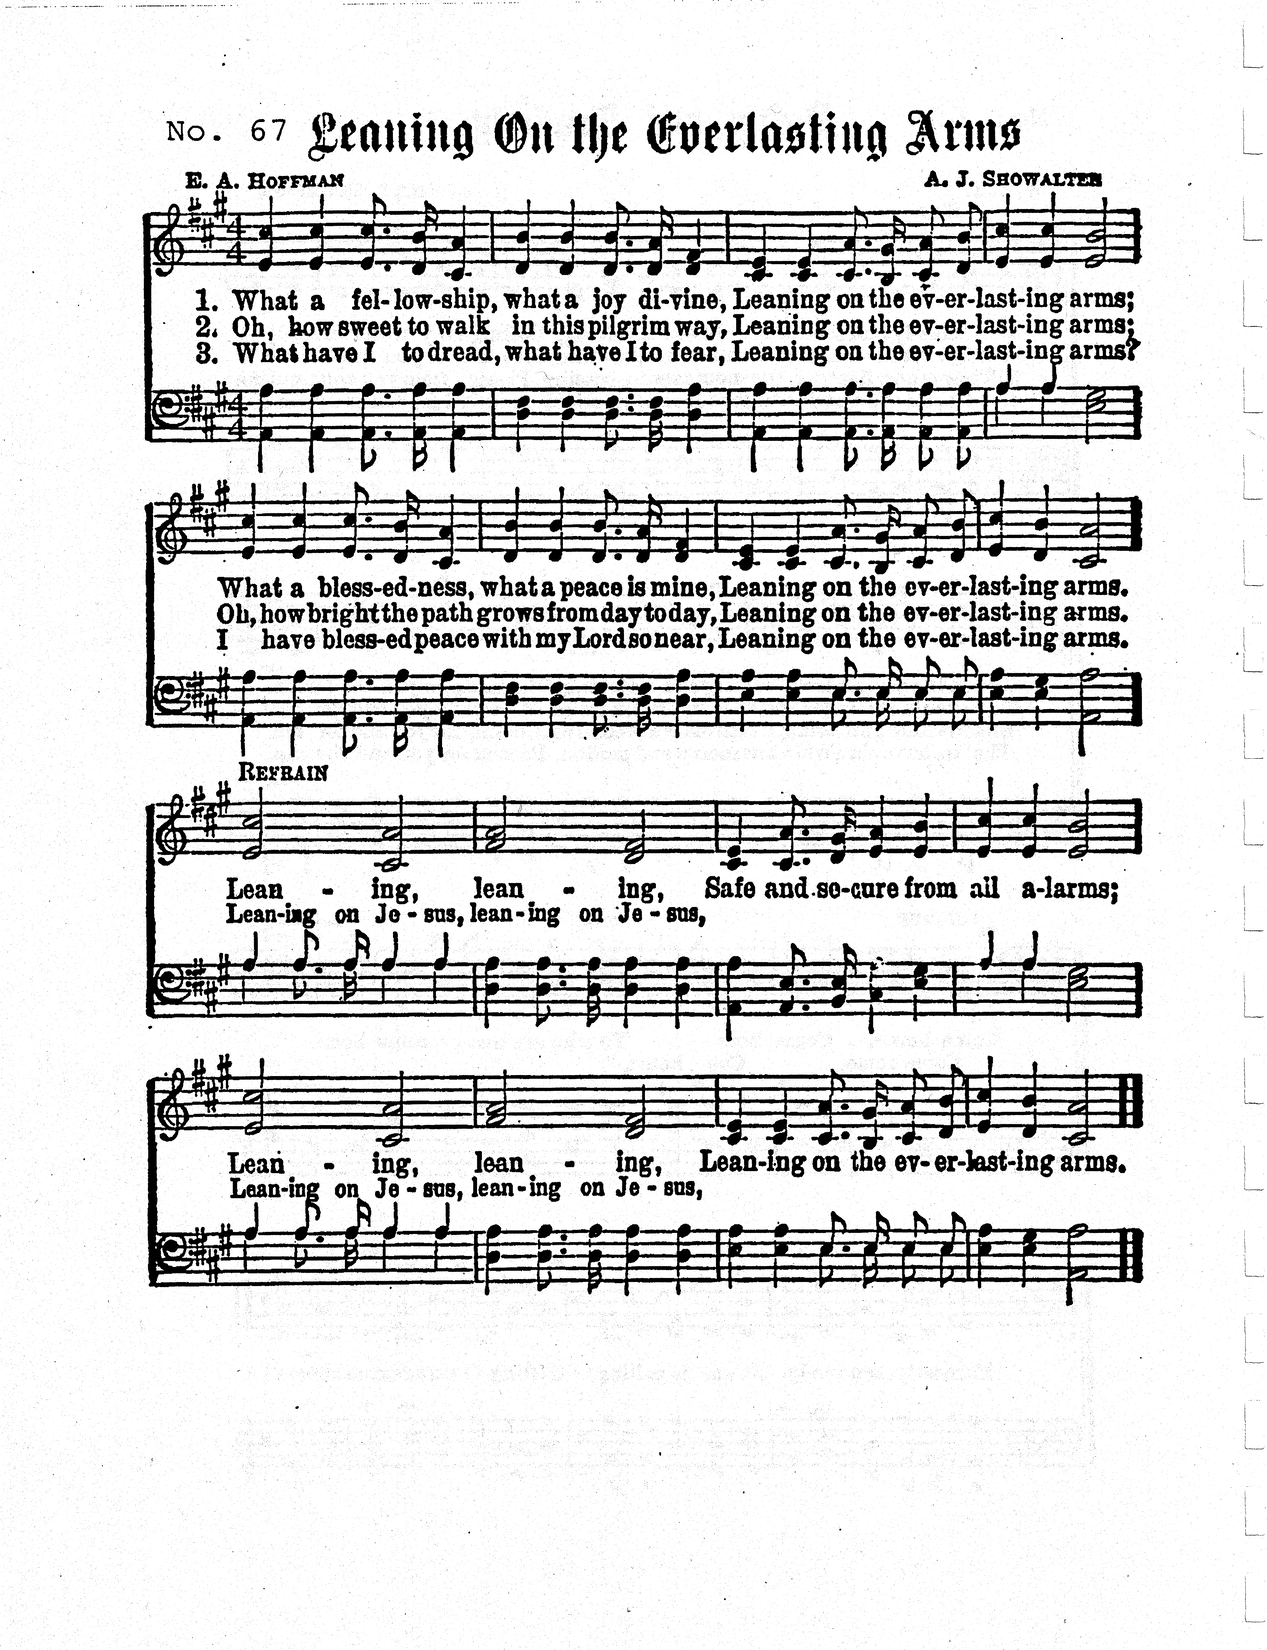 No. 67 Leaning On the Everlasting Arms
E. A. HOFFMAN A. J. SHOWALTER
1. What a fel-low-ship, what a joy di-vine, Leaning on the ev-er-last-ing arms;
2. Oh, how sweet to walk in this pilgrim way, Leaning on the ev-er-last-ing arms;
3. What have I to dread, what have I to fear, Leaning on the ev-er-last-ing arms?
What a bless-ed-ness, what a peace is mine, Leaning on the ev-er-last-ing arms.
Oh, how bright the path grows from day to day, Leaning on the ev-er-last-ing arms.
I have bless-ed peace with my Lord so near, Leaning on the ev-er-last-ing arms.
REFRAIN
Lean - ing, lean - ing, Safe and se-cure from all a-larms;
Lean-ing on Je - sus, lean-ing on Je - sus,
Lean - ing, lean - ing, Lean-ing on the ev-er-last-ing arms.
Lean-ing on Je - sus, lean-ing on Je - sus,